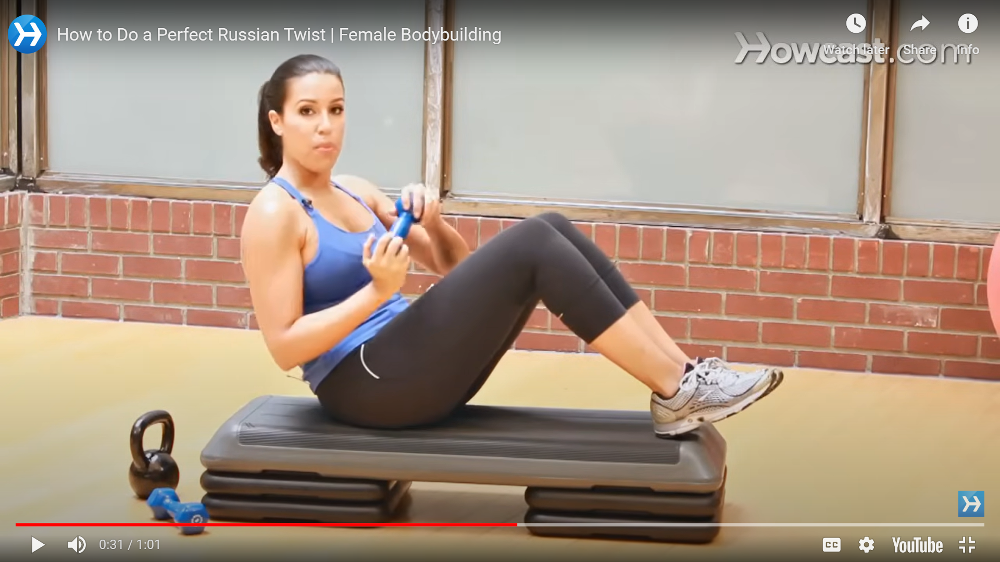 How to Do a Perfect Russian Twist | Female Bodybuilding
Watch later
Share
Info
Howcast.com
0:31 / 1:01
CC
YouTube